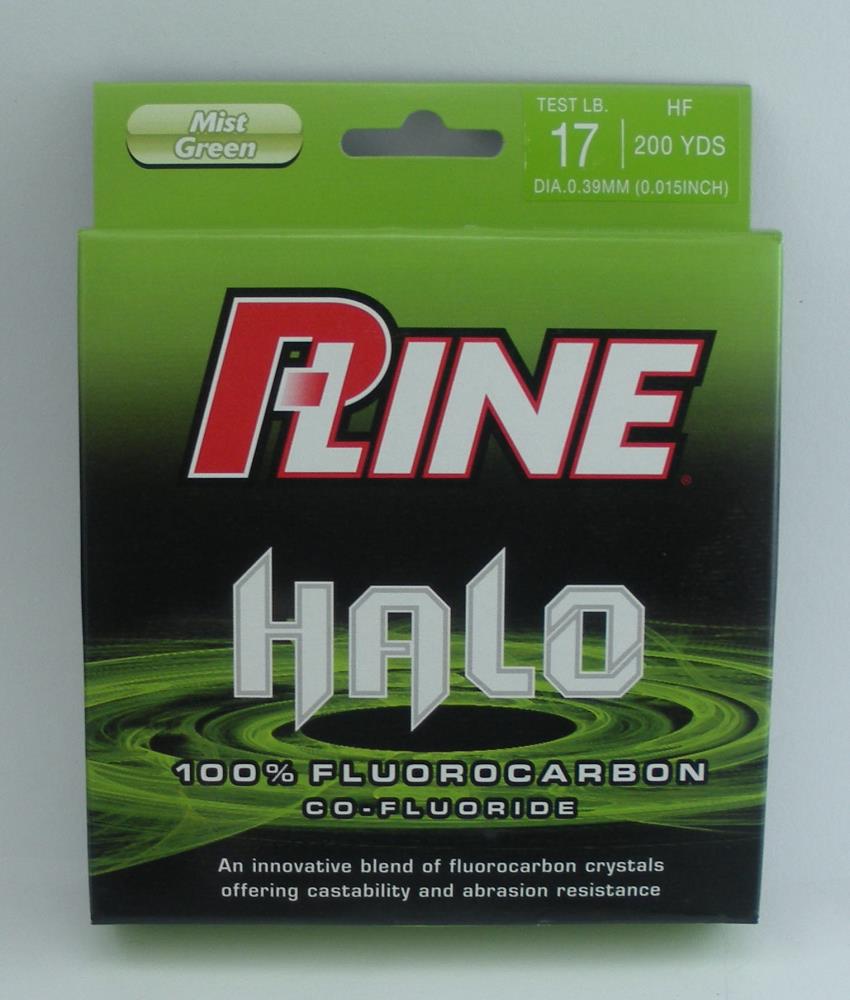 Mist
Green
TEST LB.
17
HF
200 YDS
DIA.0.39MM (0.015INCH)
P-LINE®
HALO
100% FLUOROCARBON
CO-FLUORIDE
An innovative blend of fluorocarbon crystals
offering castability and abrasion resistance